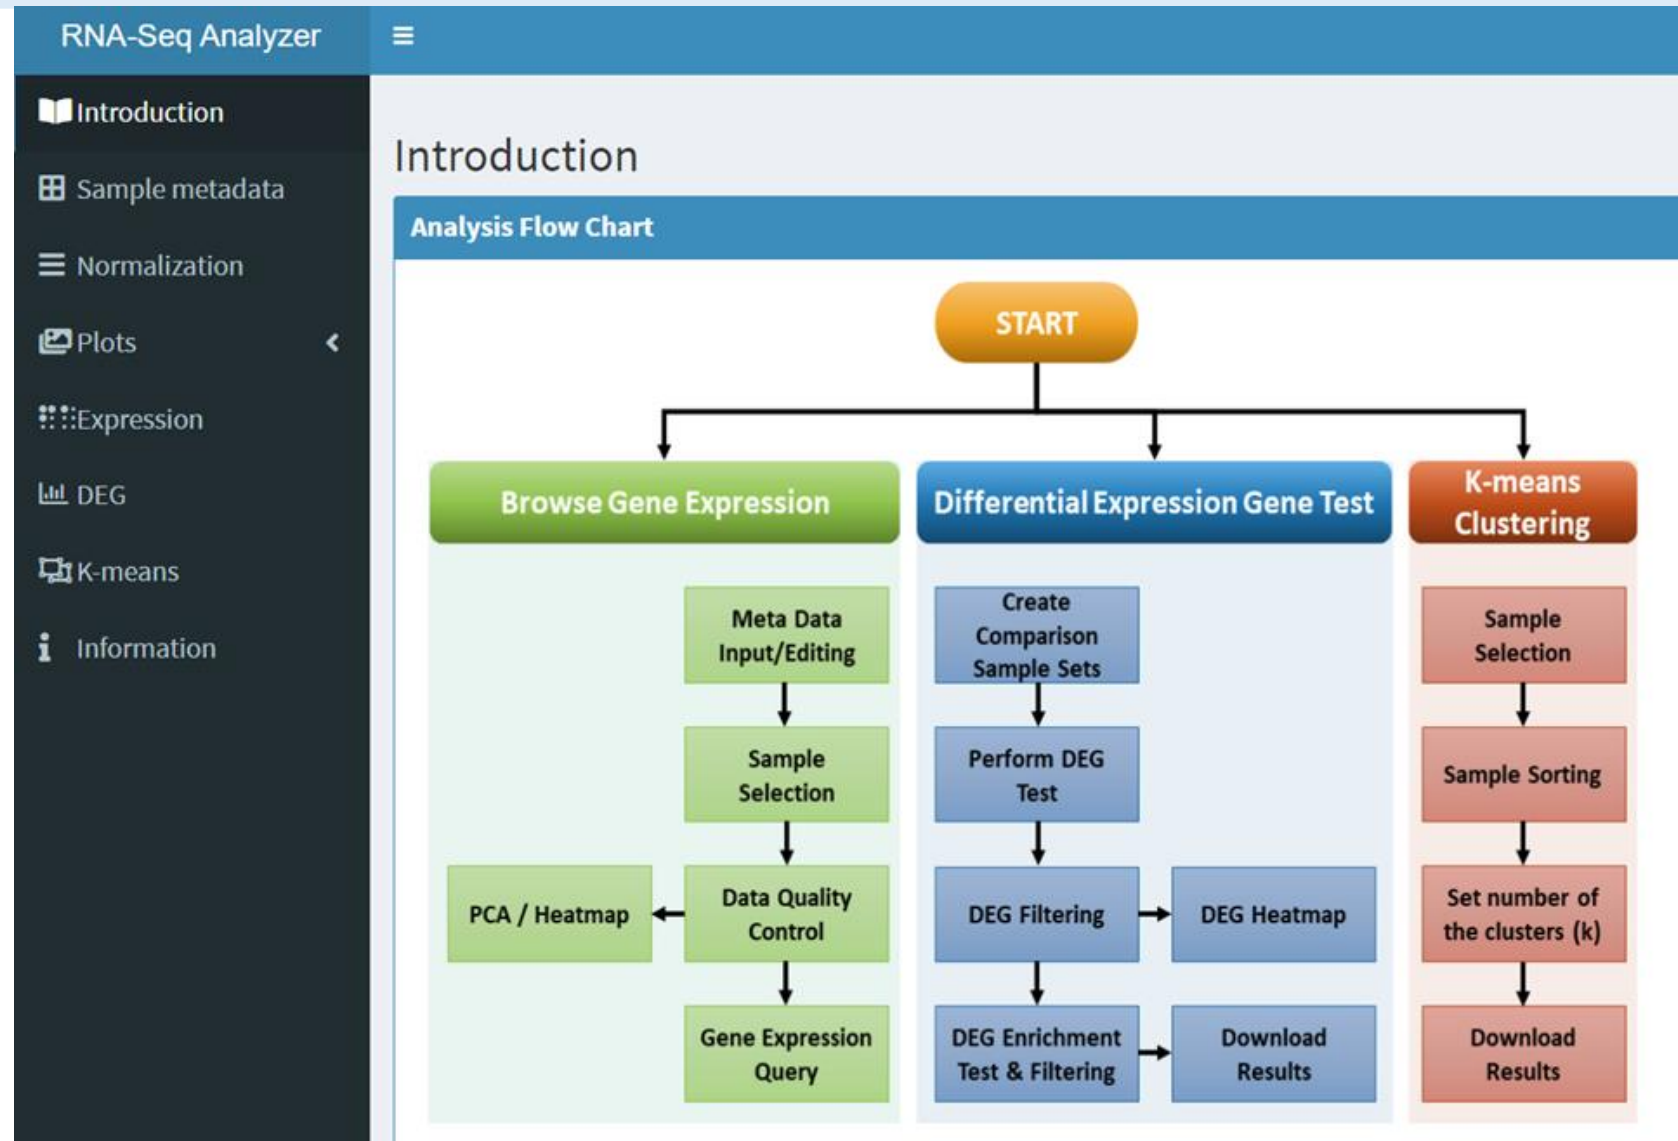 RNA-Seq Analyzer
Introduction
Sample metadata
Normalization
Plots
Expression
DEG
K-means
Information
Introduction
Analysis Flow Chart
START
Browse Gene Expression
Meta Data
Input/Editing
Sample
Selection
Data Quality
Control
PCA / Heatmap
Gene Expression
Query
Differential Expression Gene Test
Create
Comparison
Sample Sets
Perform DEG
Test
DEG Filtering
DEG Heatmap
DEG Enrichment
Test & Filtering
Download
Results
K-means
Clustering
Sample
Selection
Sample Sorting
Set number of
the clusters (k)
Download
Results